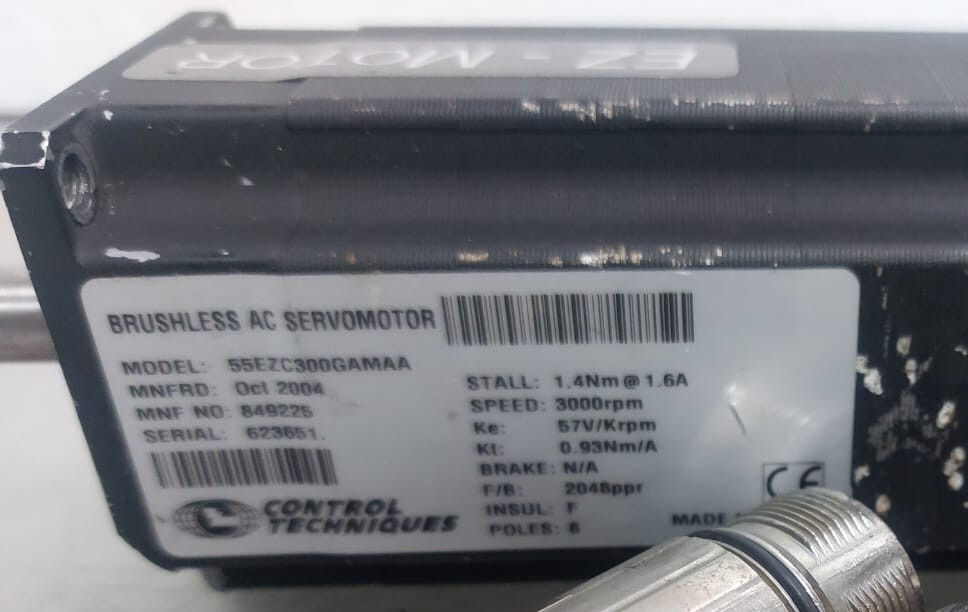 EZ - MOTOR
BRUSHLESS AC SERVOMOTOR
MODEL: 55EZC300GAMAA
MNFRD: Oct 2004
MNF NO: 849225
SERIAL: 623651.
CONTROL
TECHNIQUES
STALL: 1.4Nm @ 1.6A
SPEED: 3000rpm
Ke: 57V/Krpm
Kt: 0.93Nm/A
BRAKE: N/A
F/B: 2048ppr
INSUL: F
POLES: 6
CE
MADE